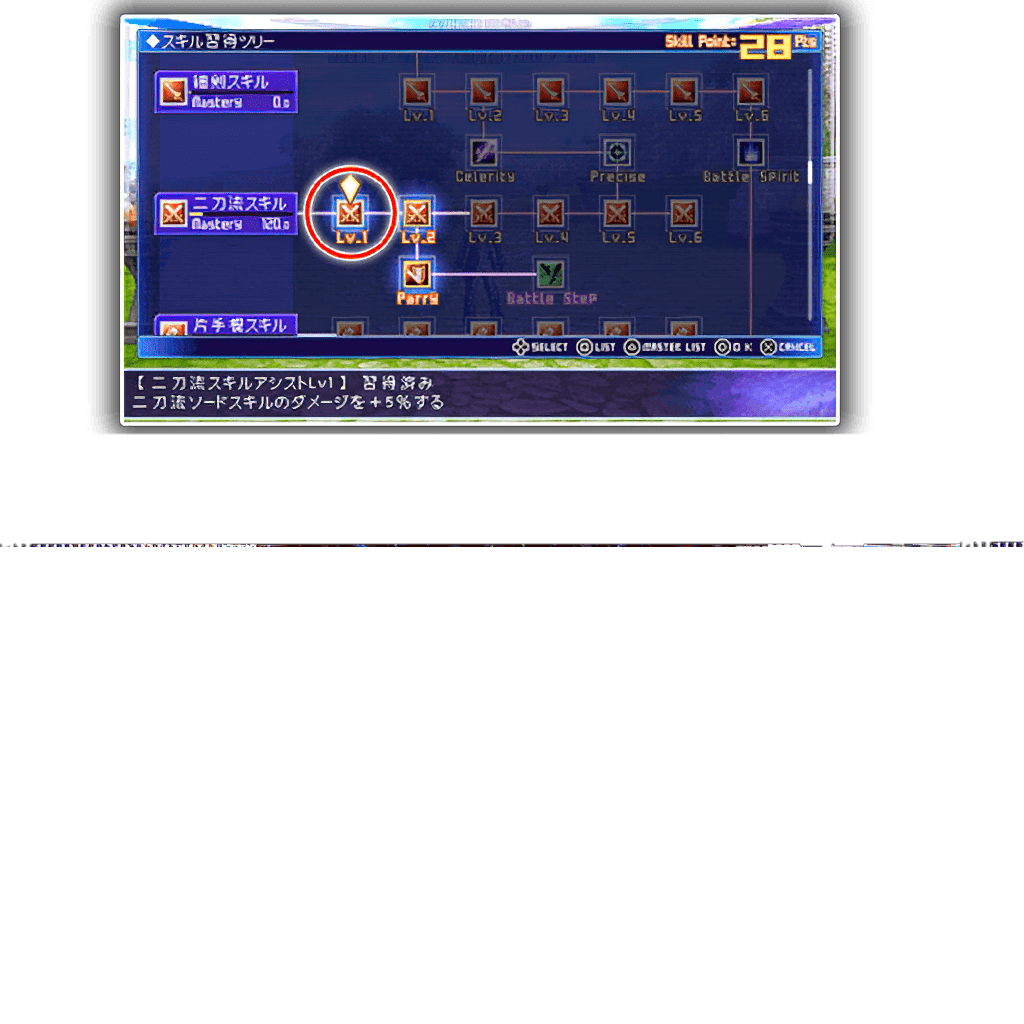 ◆スキル習得ツリー
Skill Point: 28 Pts
細剣スキル
Mastery 0.0
Lv.1 Lv.2 Lv.3 Lv.4 Lv.5 Lv.6
Celerity Precise Battle Spirit
二刀流スキル
Mastery 120.0
Lv.1 Lv.2 Lv.3 Lv.4 Lv.5 Lv.6
Parry Battle Step
片手棍スキル
SELECT LIST MASTER LIST OK CANCEL
【二刀流スキルアシストLv1】 習得済み
二刀流ソードスキルのダメージを+5%する